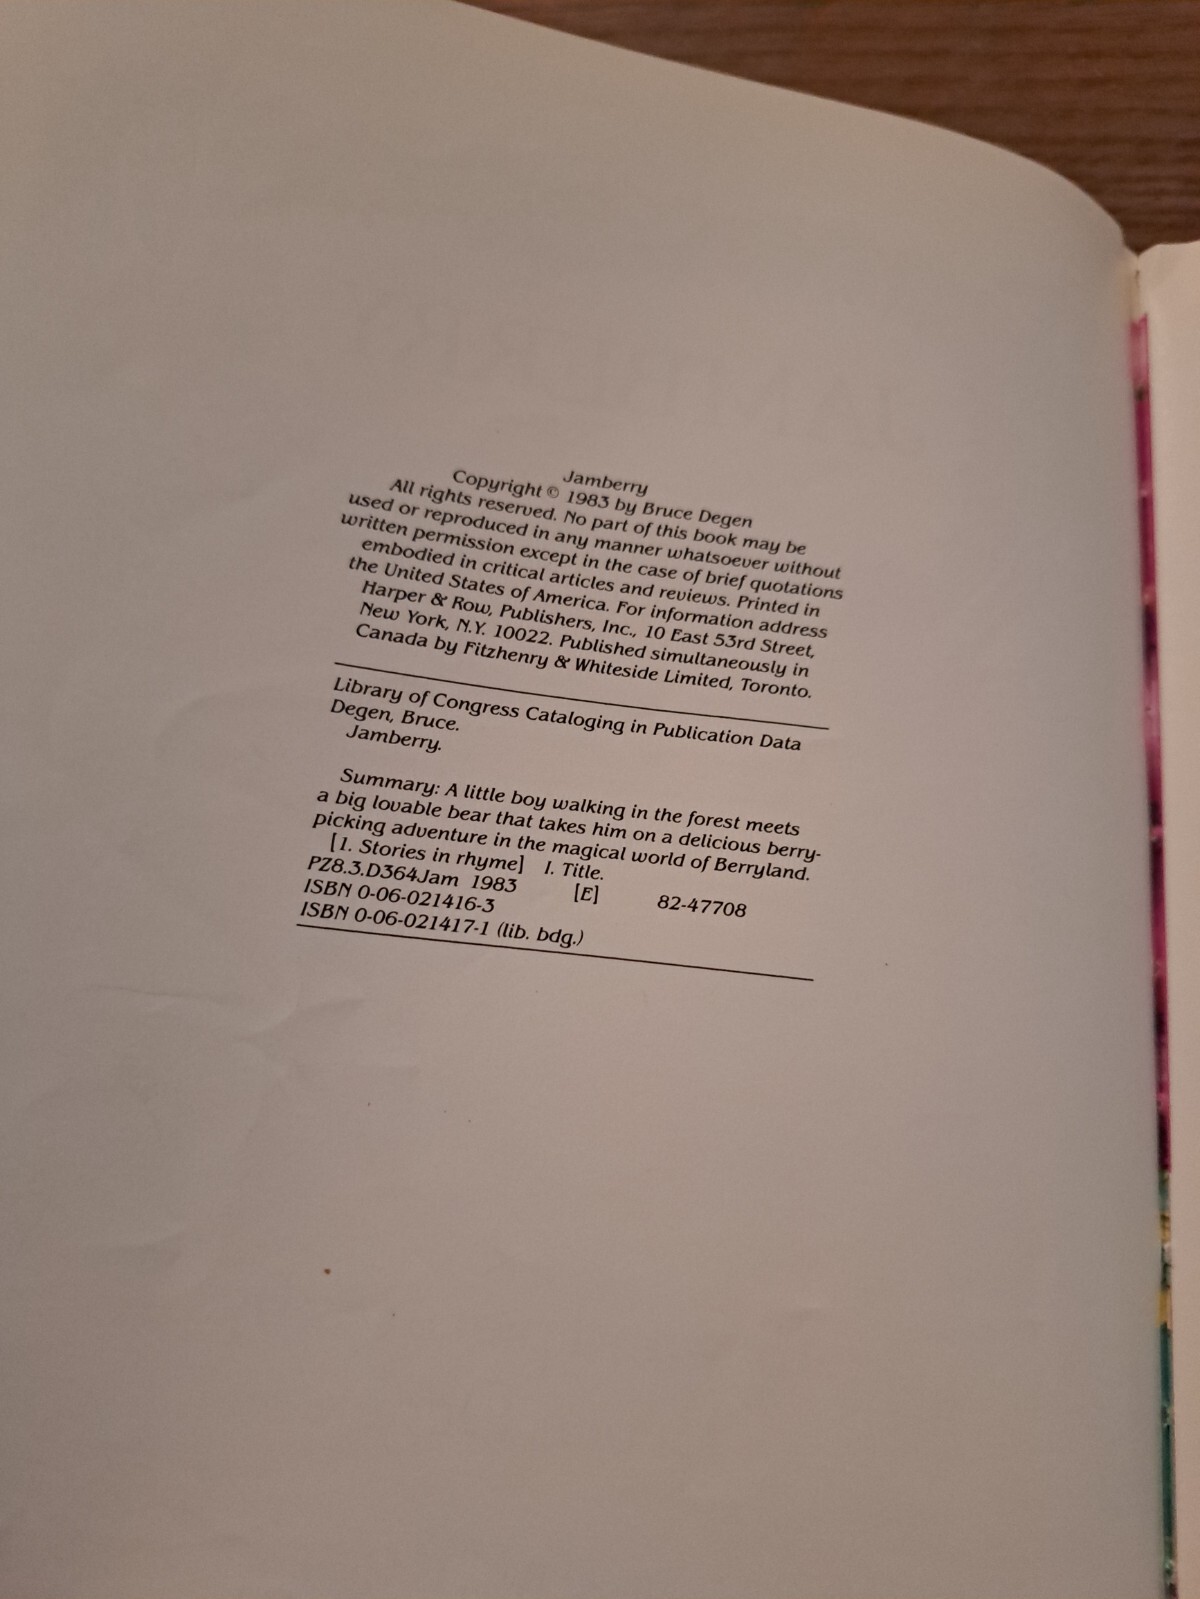 Jamberry
Copyright © 1983 by Bruce Degen
All rights reserved. No part of this book may be
used or reproduced in any manner whatsoever without
written permission except in the case of brief quotations
embodied in critical articles and reviews. Printed in
the United States of America. For information address
Harper & Row, Publishers, Inc., 10 East 53rd Street,
New York, N.Y. 10022. Published simultaneously in
Canada by Fitzhenry & Whiteside Limited, Toronto.
Library of Congress Cataloging in Publication Data
Degen, Bruce.
Jamberry.
Summary: A little boy walking in the forest meets
a big lovable bear that takes him on a delicious berry-
picking adventure in the magical world of Berryland.
[1. Stories in rhyme] I. Title.
PZ8.3.D364Jam 1983 [E] 82-47708
ISBN 0-06-021416-3
ISBN 0-06-021417-1 (lib. bdg.)